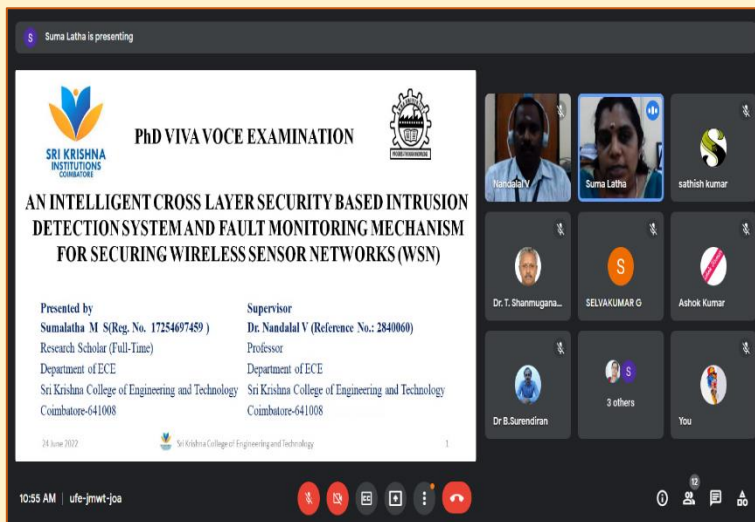 S Suma Latha is presenting
SRI KRISHNA
INSTITUTIONS
COIMBATORE
PhD VIVA VOCE EXAMINATION
AN INTELLIGENT CROSS LAYER SECURITY BASED INTRUSION
DETECTION SYSTEM AND FAULT MONITORING MECHANISM
FOR SECURING WIRELESS SENSOR NETWORKS (WSN)
Presented by
Sumalatha M S(Reg. No. 17254697459 )
Research Scholar (Full-Time)
Department of ECE
Sri Krishna College of Engineering and Technology
Coimbatore-641008
Supervisor
Dr. Nandalal V (Reference No.: 2840060)
Professor
Department of ECE
Sri Krishna College of Engineering and Technology
Coimbatore-641008
24 June 2022
Sri Krishna College of Engineering and Technology
1
Nandalal V
Suma Latha
sathish kumar
Dr. T. Shanmugana...
S
SELVAKUMAR G
Ashok Kumar
Dr B.Surendiran
S
3 others
You
10:55 AM | ufe-jmwt-joa
CC
12